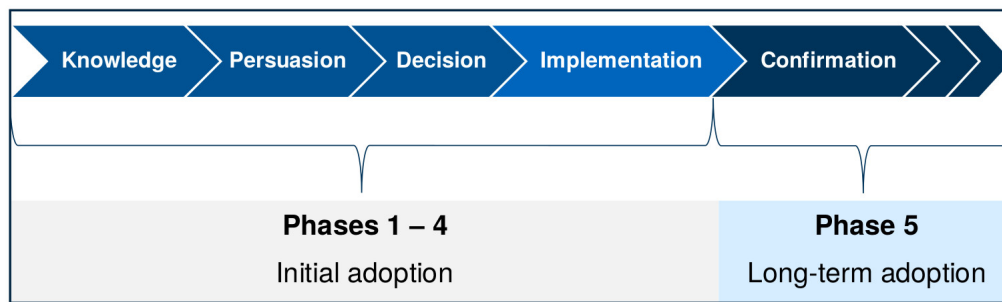 Knowledge
Persuasion
Decision
Implementation
Confirmation
Phases 1 – 4
Phase 5
Initial adoption
Long-term adoption